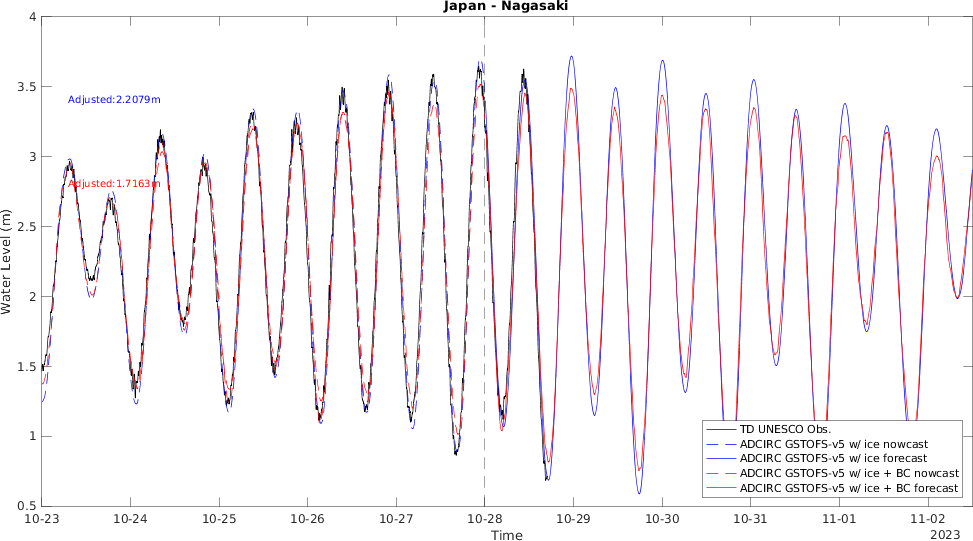 Japan - Nagasaki
4
3.5
3
2.5
2
1.5
1
0.5
Water Level (m)
Adjusted:2.2079m
Adjusted:1.7163m
TD UNESCO Obs.
ADCIRC GSTOFS-v5 w/ ice nowcast
ADCIRC GSTOFS-v5 w/ ice forecast
ADCIRC GSTOFS-v5 w/ ice + BC nowcast
ADCIRC GSTOFS-v5 w/ ice + BC forecast
10-23 10-24 10-25 10-26 10-27 10-28 10-29 10-30 10-31 11-01 11-02
Time
2023